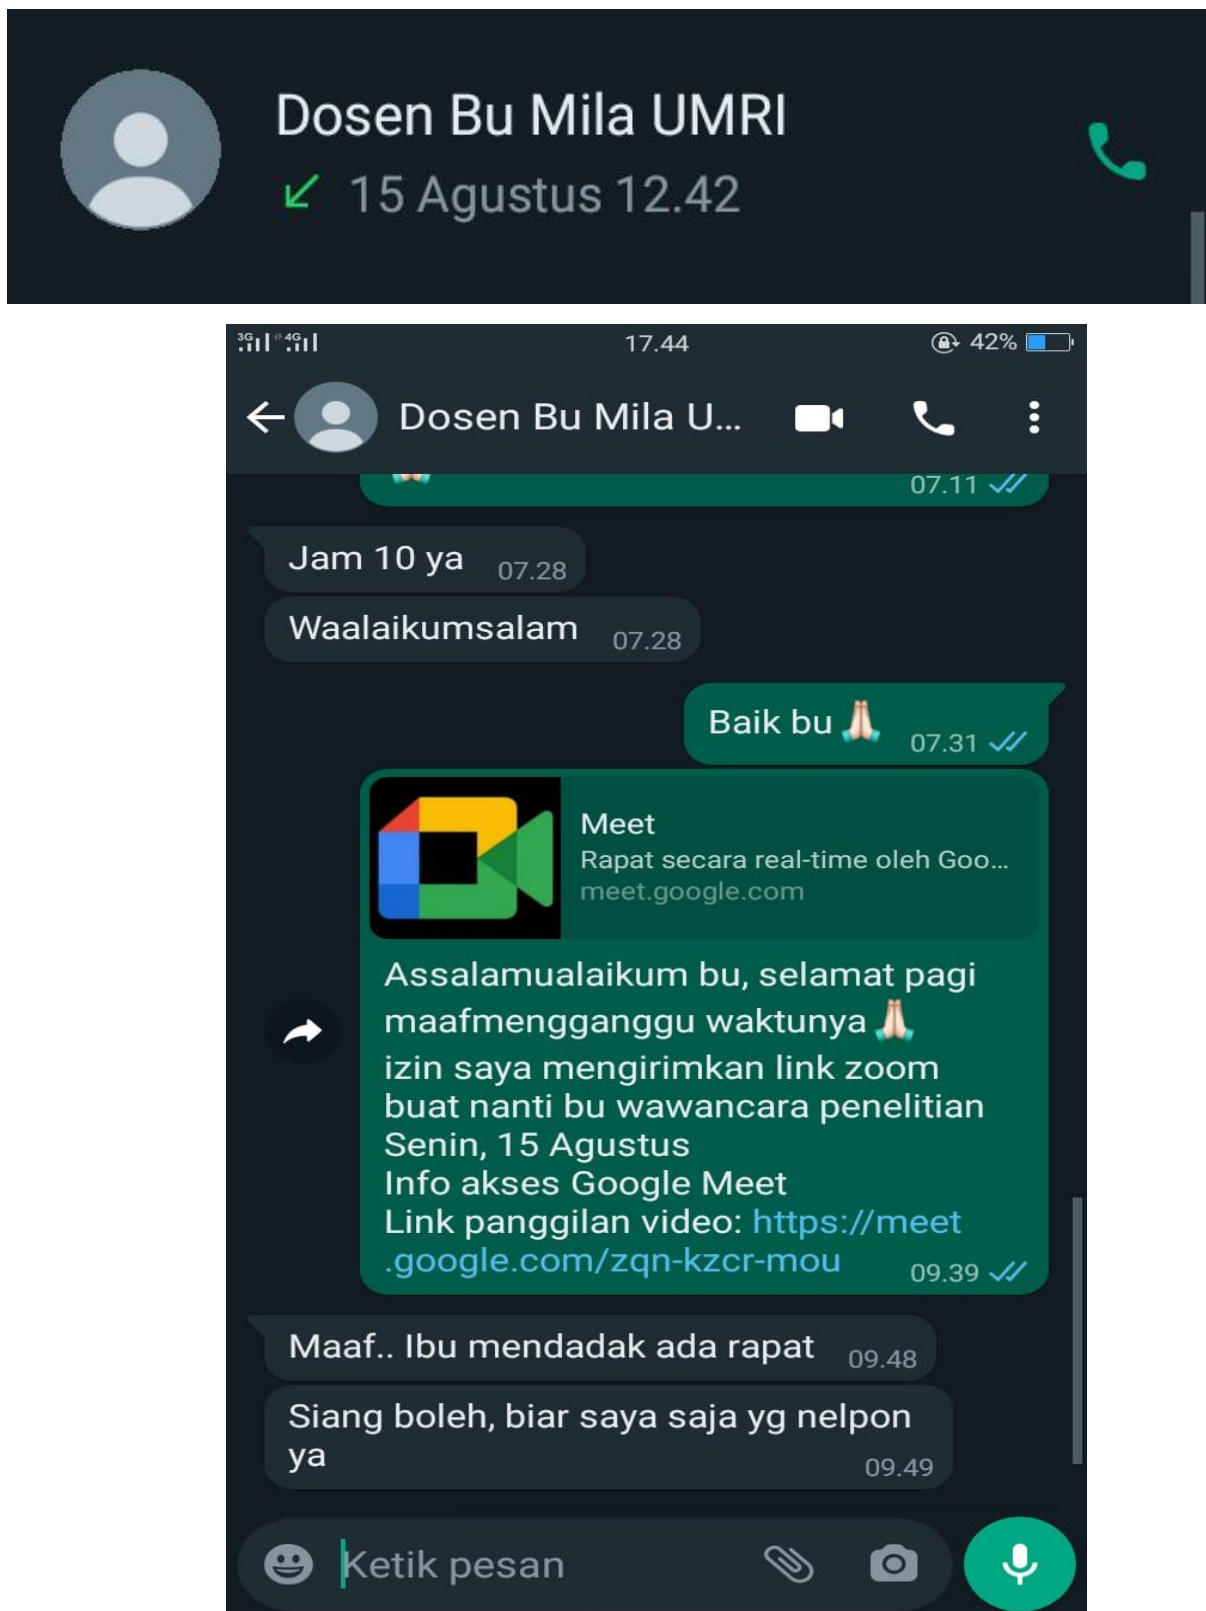 Dosen Bu Mila UMRI
15 Agustus 12.42
3G 4G 17.44 42%
Dosen Bu Mila U...
07.11
Jam 10 ya 07.28
Waalaikumsalam 07.28
Baik bu 07.31
Meet
Rapat secara real-time oleh Goo...
meet.google.com
Assalamualaikum bu, selamat pagi
maafmengganggu waktunya
izin saya mengirimkan link zoom
buat nanti bu wawancara penelitian
Senin, 15 Agustus
Info akses Google Meet
Link panggilan video: https://meet
.google.com/zqn-kzcr-mou 09.39
Maaf.. Ibu mendadak ada rapat 09.48
Siang boleh, biar saya saja yg nelpon
ya 09.49
Ketik pesan